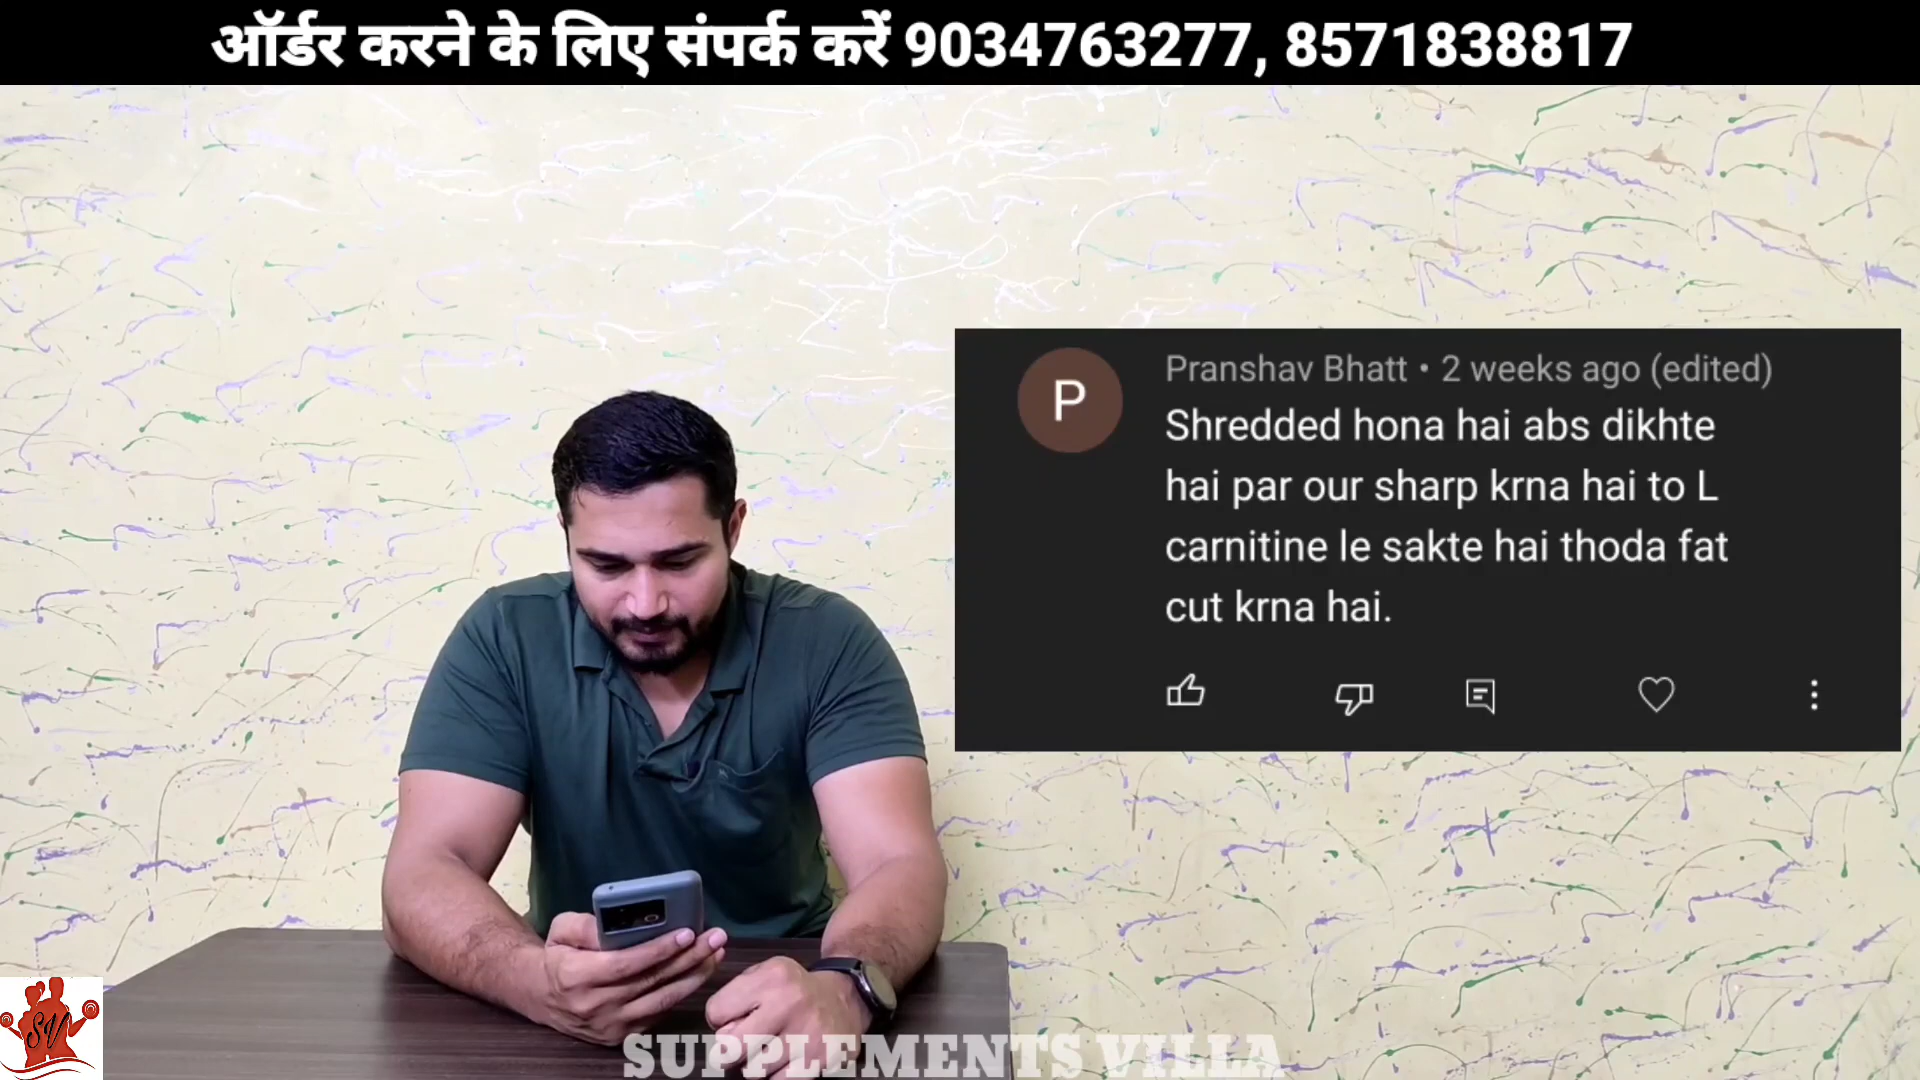 ऑर्डर करने के लिए संपर्क करें 9034763277, 8571838817
P
Pranshav Bhatt • 2 weeks ago (edited)
Shredded hona hai abs dikhte
hai par our sharp krna hai to L
carnitine le sakte hai thoda fat
cut krna hai.
SV
SUPPLEMENTS VILLA